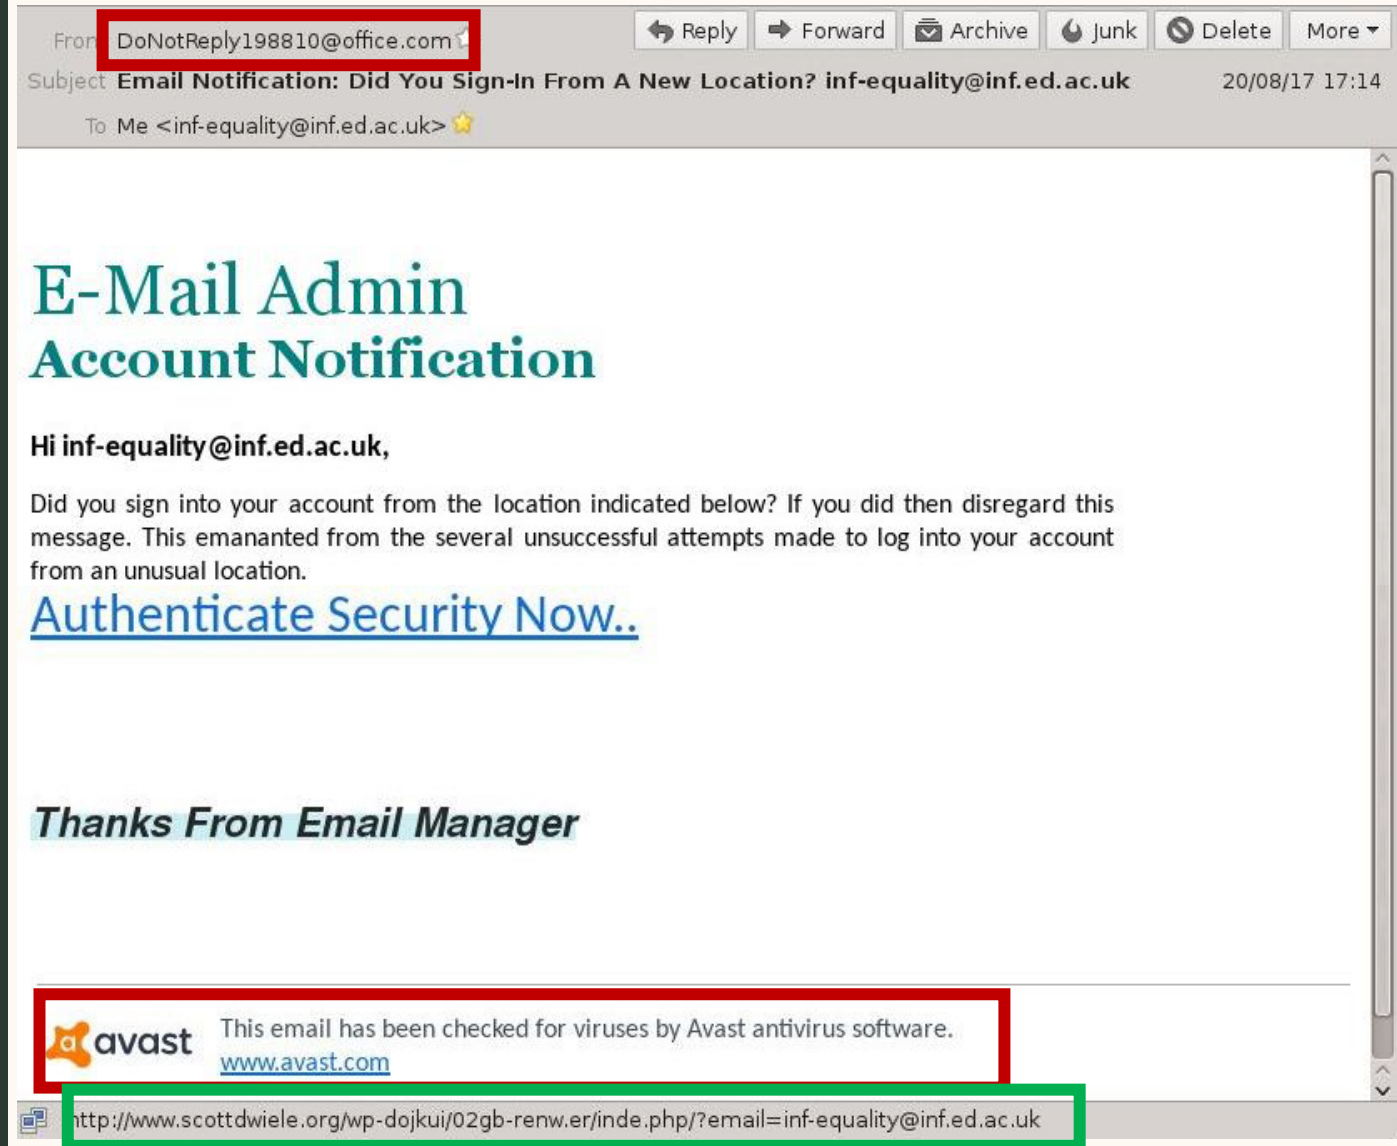 From DoNotReply198810@office.com Reply Forward Archive Junk Delete More
Subject Email Notification: Did You Sign-In From A New Location? inf-equality@inf.ed.ac.uk 20/08/17 17:14
To Me <inf-equality@inf.ed.ac.uk>
E-Mail Admin
Account Notification
Hi inf-equality@inf.ed.ac.uk,
Did you sign into your account from the location indicated below? If you did then disregard this
message. This emananted from the several unsuccessful attempts made to log into your account
from an unusual location.
Authenticate Security Now..
Thanks From Email Manager
avast This email has been checked for viruses by Avast antivirus software.
www.avast.com
http://www.scottdwiele.org/wp-dojkui/02gb-renw.er/inde.php/?email=inf-equality@inf.ed.ac.uk